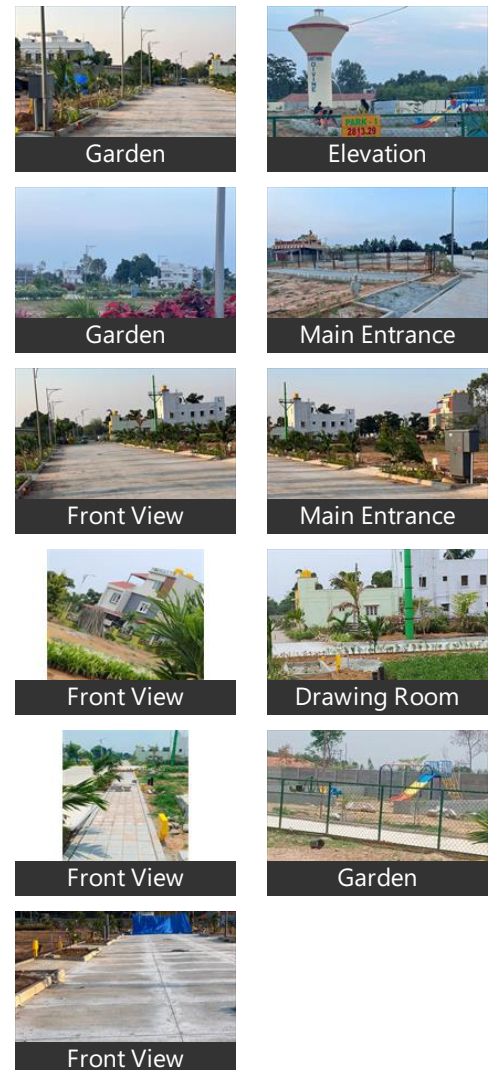 Garden
DIVINE
PARK - 1
2813.29
Elevation
Garden
Main Entrance
Front View
Main Entrance
Front View
Drawing Room
Front View
Garden
Front View